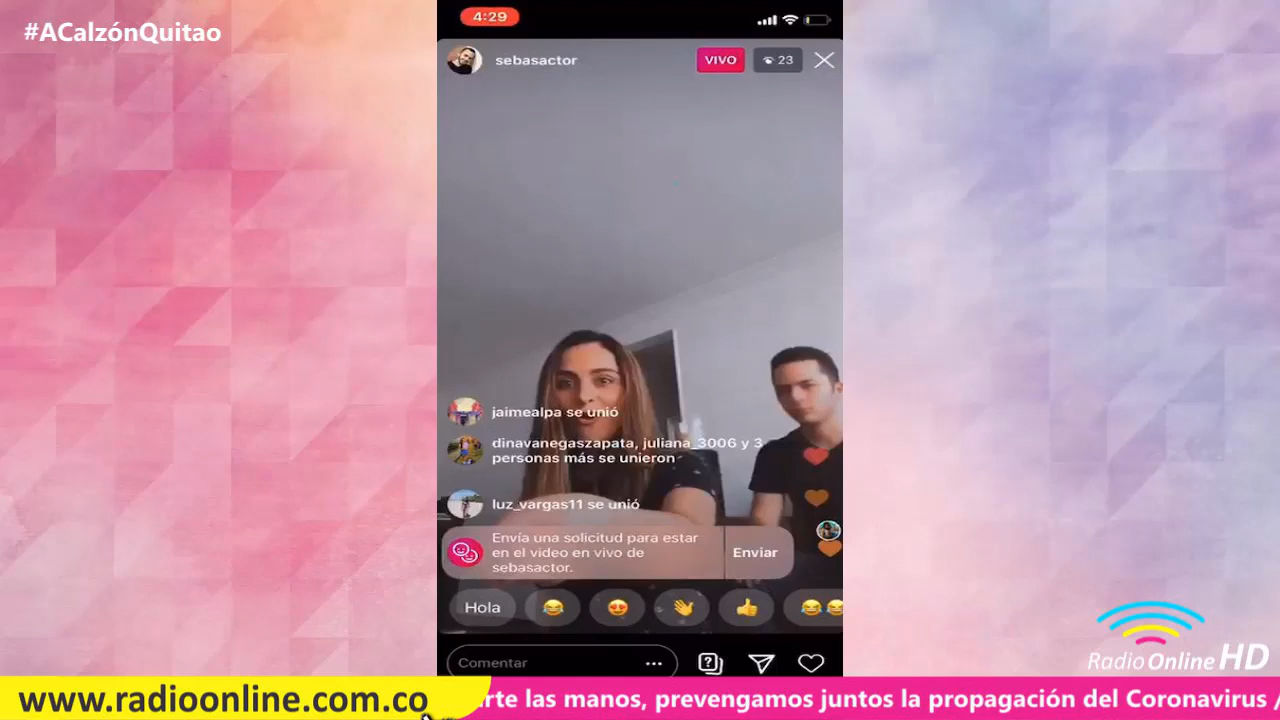 #ACalzónQuitao
4:29
sebasactor
VIVO
23
jaimealpa se unió
dinavanegaszapata, juliana_3006 y 3
personas más se unieron
luz_vargas11 se unió
Envía una solicitud para estar
en el video en vivo de
sebasactor.
Enviar
Hola
Comentar
Radio Online HD
www.radioonline.com.co
las manos, prevengamos juntos la propagación del Coronavirus /